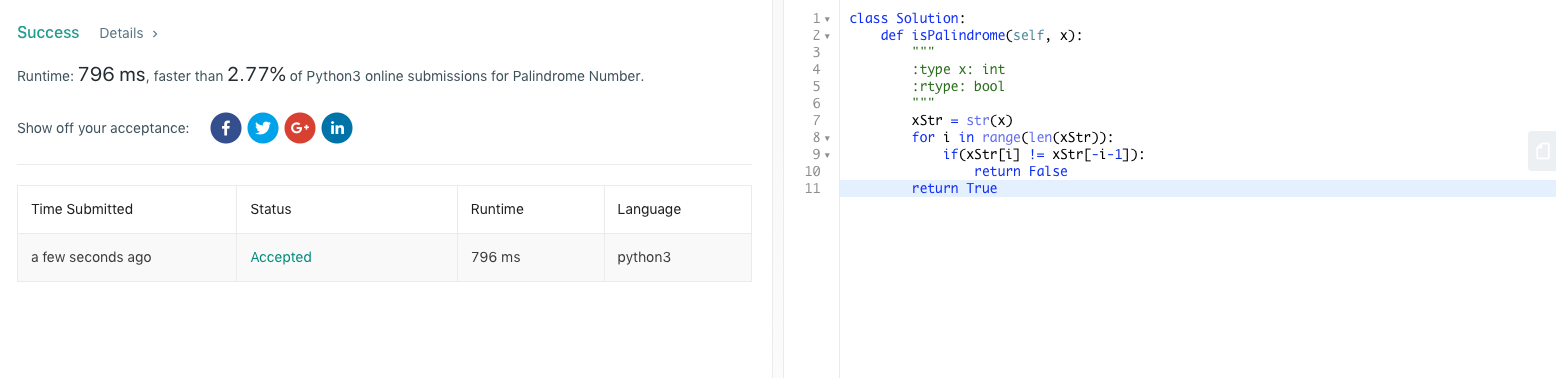 Success Details >
Runtime: 796 ms, faster than 2.77% of Python3 online submissions for Palindrome Number.
Show off your acceptance: f G+ in
Time Submitted Status Runtime Language
a few seconds ago Accepted 796 ms python3
1 class Solution:
2     def isPalindrome(self, x):
3         """
4         :type x: int
5         :rtype: bool
6         """
7         xStr = str(x)
8         for i in range(len(xStr)):
9             if(xStr[i] != xStr[-i-1]):
10                 return False
11         return True